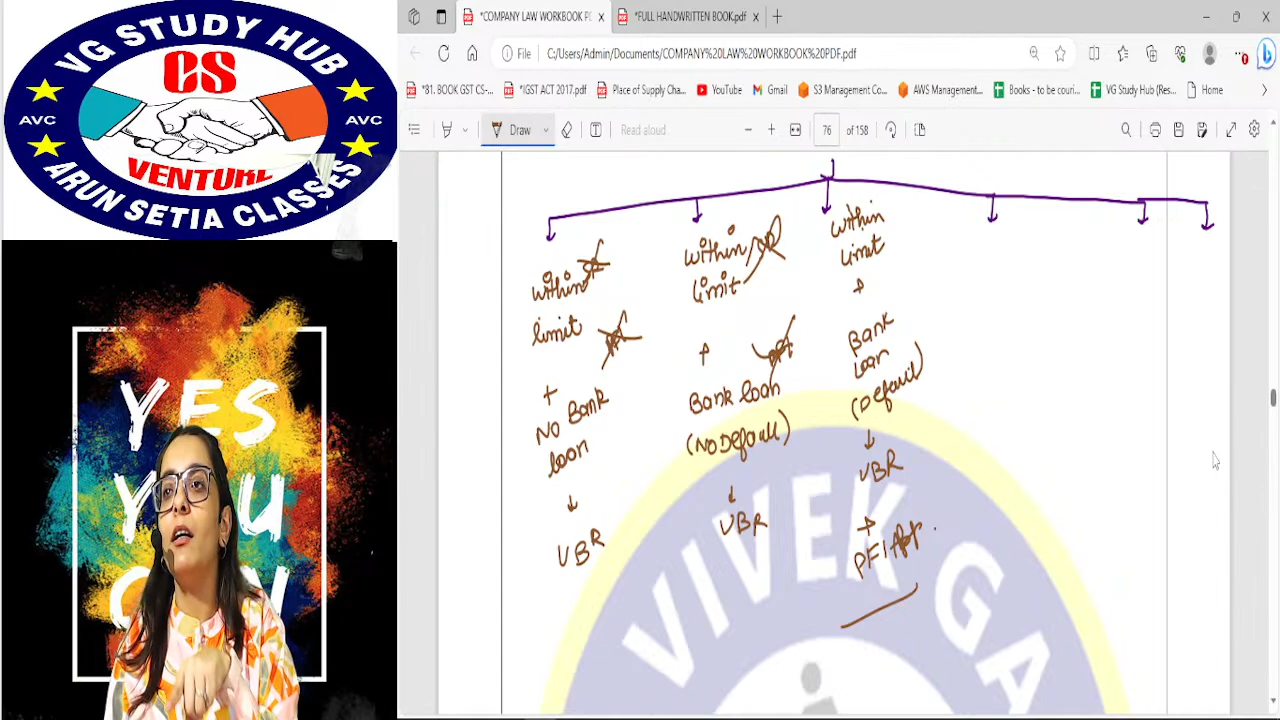 VG STUDY HUB
CS
AVC
AVC
VENTURE
ARUN SETIA CLASSES
YES
YOU
CAN
*COMPANY LAW WORKBOOK P
*FULL HANDWRITTEN BOOK.pdf
File
C:/Users/Admin/Documents/COMPANY%20LAW%20WORKBOOK%20PDF.pdf
*81. BOOK GST CS-...
*IGST ACT 2017.pdf
Place of Supply Cha...
YouTube
Gmail
S3 Management Co...
AWS Management...
Books - to be Couri...
VG Study Hub (Res...
Home
Draw
Read aloud
76 of 158
within
limit
+
No Bank
loan
↓
UBR
within
limit
+
Bank loan
(No Default)
↓
UBR
within
limit
+
Bank
Loan
(Default)
↓
UBR
+
PFI
VIVEK GA